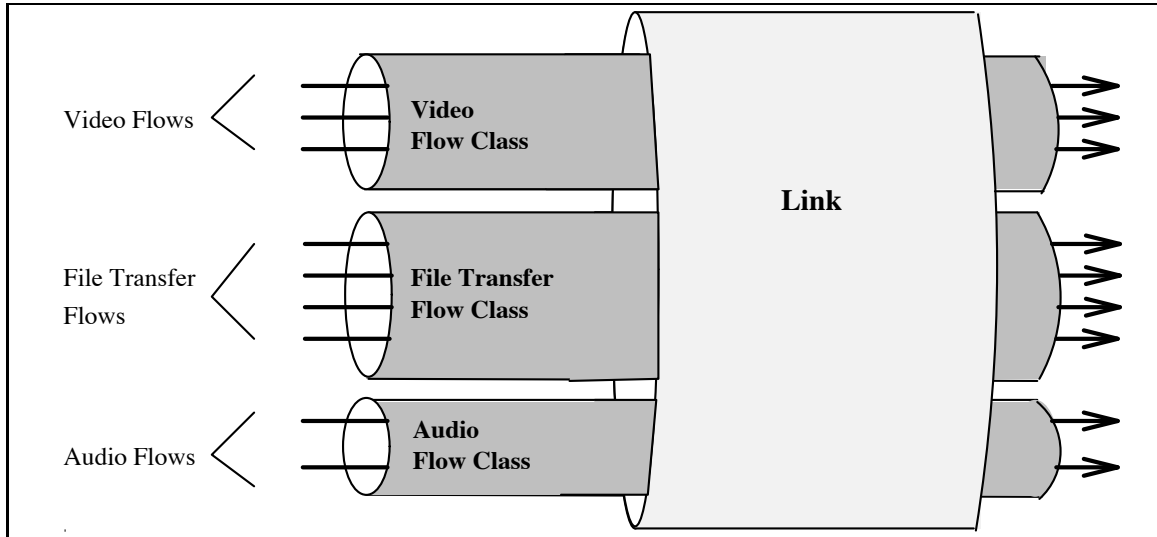 Video Flows
Video
Flow Class
Link
File Transfer
Flows
File Transfer
Flow Class
Audio Flows
Audio
Flow Class